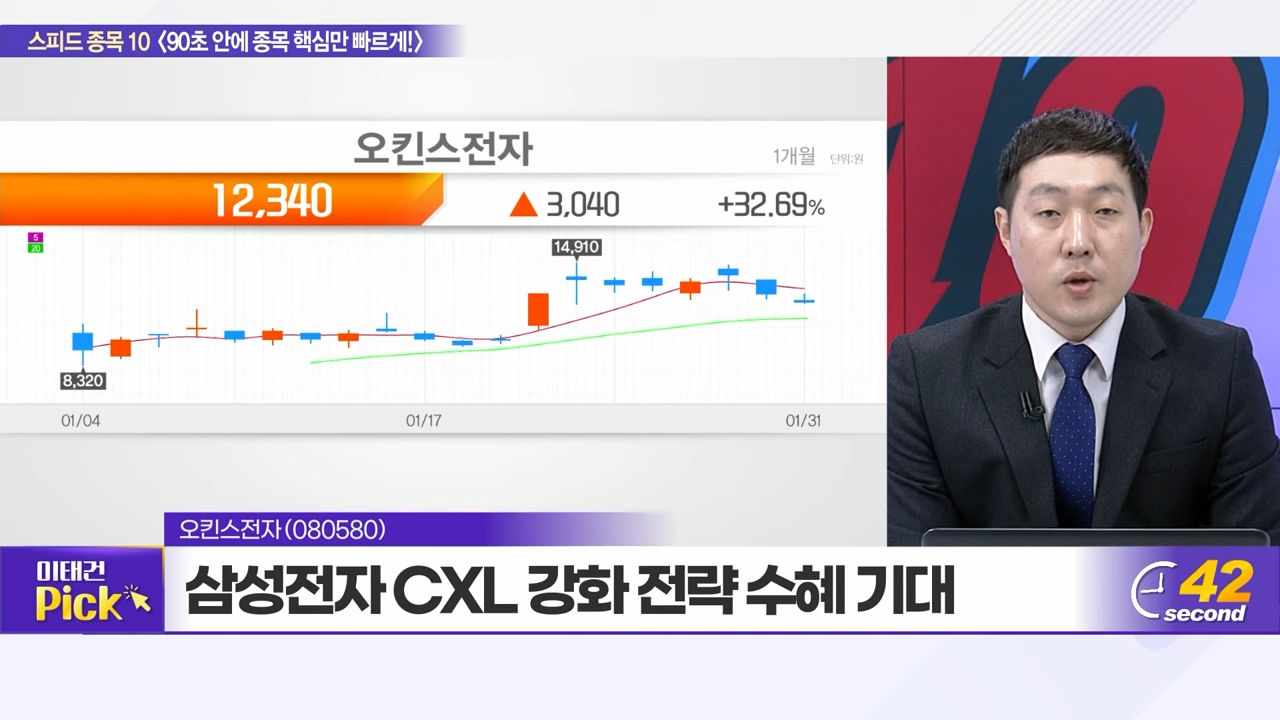 스피드 종목 10 〈90초 안에 종목 핵심만 빠르게!〉
오킨스전자
1개월 단위:원
12,340 ▲ 3,040 +32.69%
5
20
14,910
8,320
01/04 01/17 01/31
오킨스전자(080580)
이태건
Pick
삼성전자 CXL 강화 전략 수혜 기대
42
second